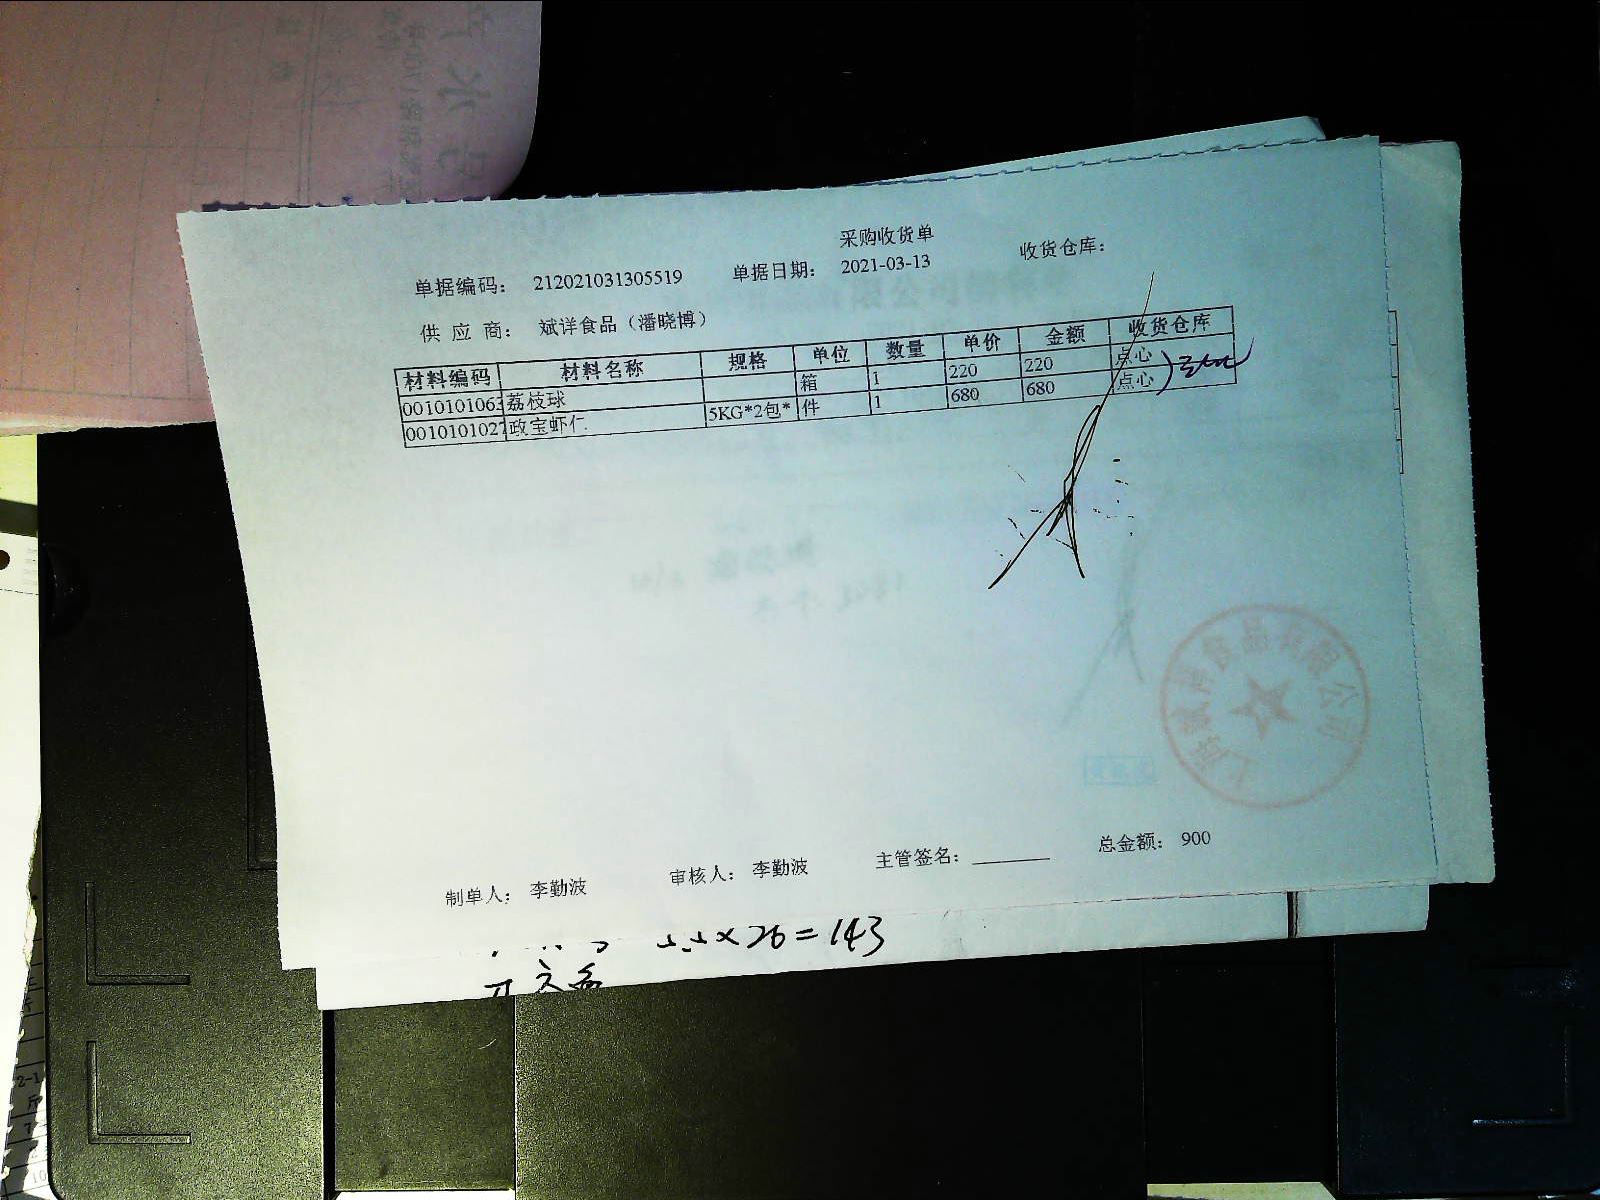 采购收货单
单据编码: 212021031305519 单据日期: 2021-03-13 收货仓库:
供 应 商: 斌详食品（潘晓博）
材料编码 材料名称 规格 单位 数量 单价 金额 收货仓库
0010101063 荔枝球 箱 1 220 220 点心
0010101027 政宝虾仁 5KG*2包* 件 1 680 680 点心
制单人: 李勤波 审核人: 李勤波 主管签名: 总金额: 900
×26=143